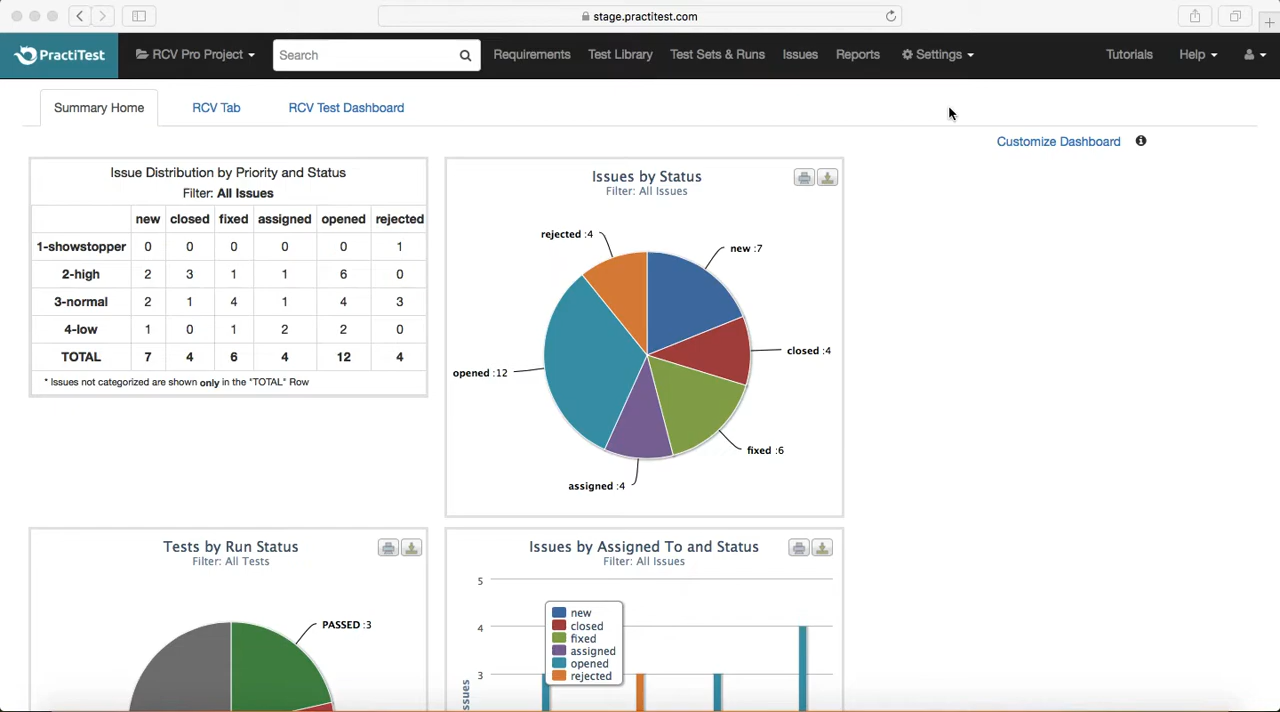 stage.practitest.com
PractiTest
RCV Pro Project
Search
Requirements
Test Library
Test Sets & Runs
Issues
Reports
Settings
Tutorials
Help
Summary Home
RCV Tab
RCV Test Dashboard
Customize Dashboard
Issue Distribution by Priority and Status
Filter: All Issues
new closed fixed assigned opened rejected
1-showstopper 0 0 0 0 0 1
2-high 2 3 1 1 6 0
3-normal 2 1 4 1 4 3
4-low 1 0 1 2 2 0
TOTAL 7 4 6 4 12 4
* Issues not categorized are shown only in the "TOTAL" Row
Issues by Status
Filter: All Issues
rejected :4
new :7
closed :4
opened :12
fixed :6
assigned :4
Tests by Run Status
Filter: All Tests
PASSED :3
Issues by Assigned To and Status
Filter: All Issues
5
4
3
new
closed
fixed
assigned
opened
rejected